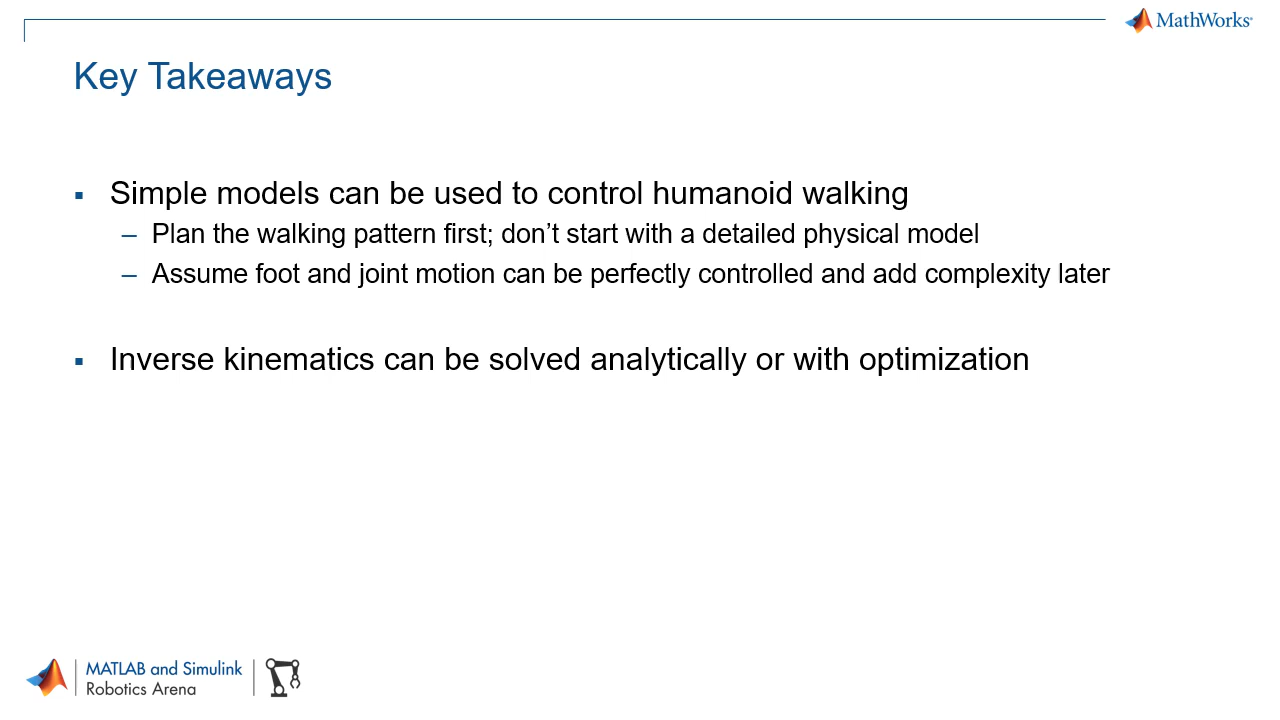 MathWorks®
Key Takeaways
▪ Simple models can be used to control humanoid walking
– Plan the walking pattern first; don’t start with a detailed physical model
– Assume foot and joint motion can be perfectly controlled and add complexity later
▪ Inverse kinematics can be solved analytically or with optimization
MATLAB and Simulink
Robotics Arena